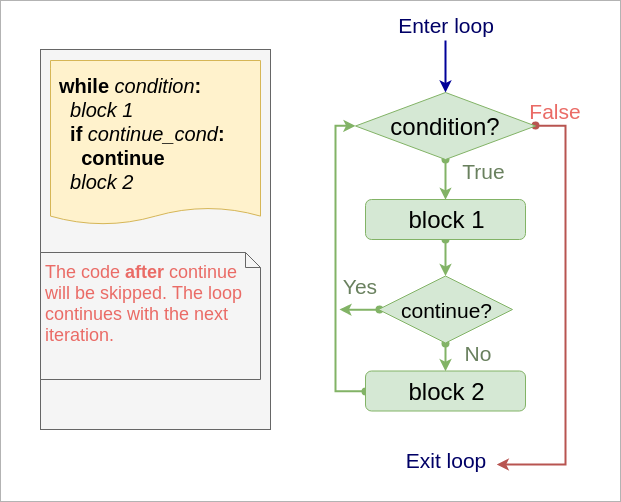 while condition:
block 1
if continue_cond:
continue
block 2
The code after continue
will be skipped. The loop
continues with the next
iteration.
Enter loop
condition?
False
True
block 1
Yes
continue?
No
block 2
Exit loop